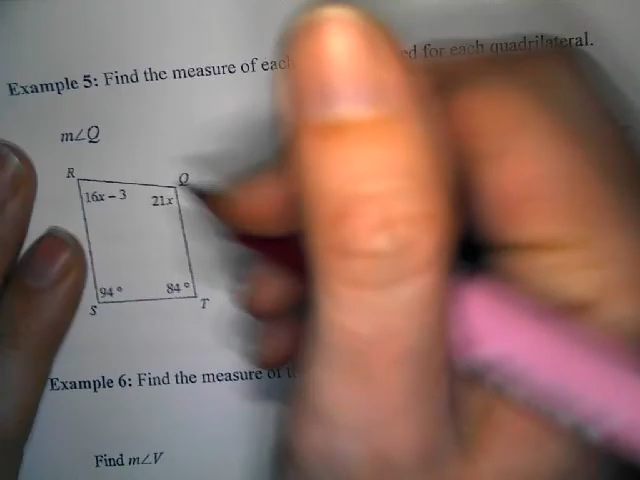 Example 5: Find the measure of each for each quadrilateral.
m∠Q
R Q
16x – 3 21x
94° 84°
S T
Example 6: Find the measure of
Find m∠V